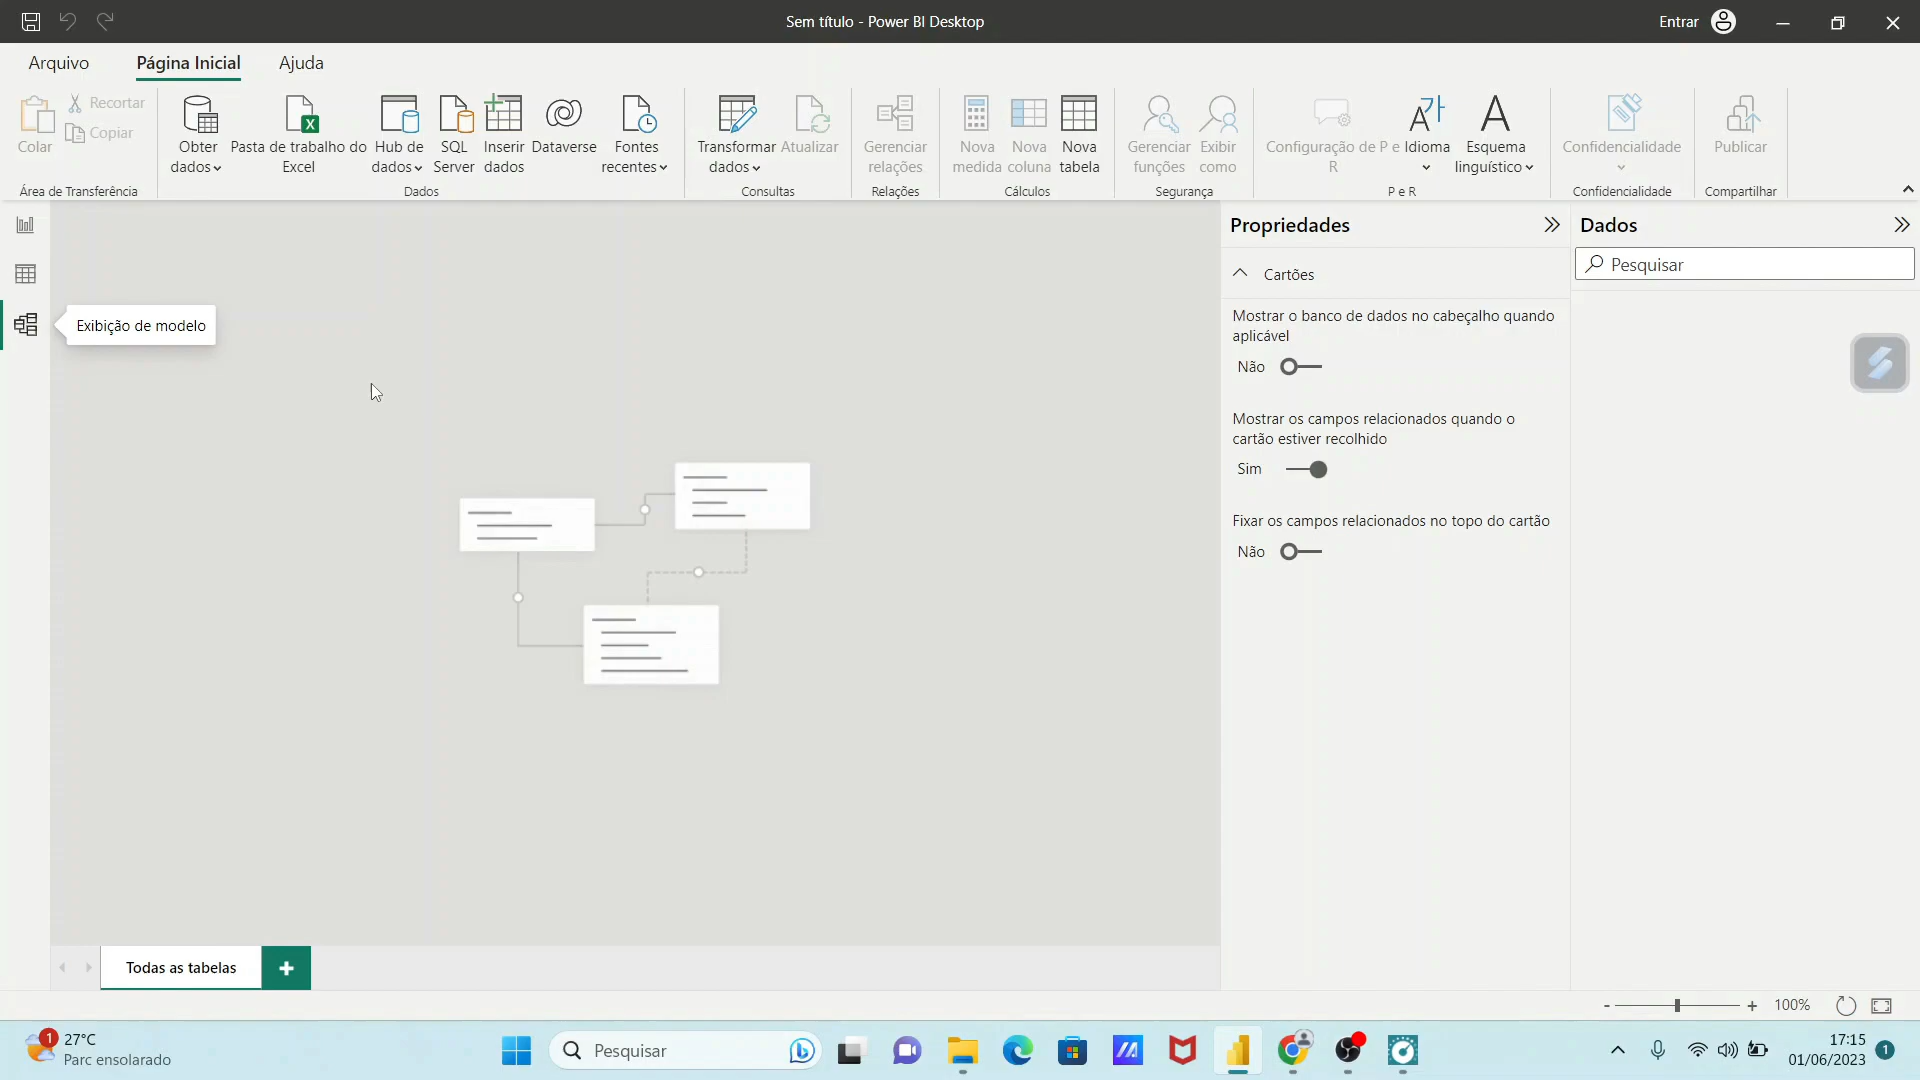 Sem título - Power BI Desktop
Entrar
Arquivo
Página Inicial
Ajuda
Colar
Recortar
Copiar
Área de Transferência
Obter
dados
Pasta de trabalho do
Excel
Hub de
dados
SQL
Server
Inserir
dados
Dataverse
Fontes
recentes
Dados
Transformar
dados
Atualizar
Consultas
Gerenciar
relações
Relações
Nova
medida
Nova
coluna
Nova
tabela
Cálculos
Gerenciar
funções
Exibir
como
Segurança
Configuração de P e
R
Idioma
Esquema
linguístico
P e R
Confidencialidade
Confidencialidade
Publicar
Compartilhar
Exibição de modelo
Propriedades
Cartões
Mostrar o banco de dados no cabeçalho quando
aplicável
Não
Mostrar os campos relacionados quando o
cartão estiver recolhido
Sim
Fixar os campos relacionados no topo do cartão
Não
Dados
Pesquisar
Todas as tabelas
- + 100%
1
27°C
Parc ensolarado
Pesquisar
17:15
01/06/2023
1